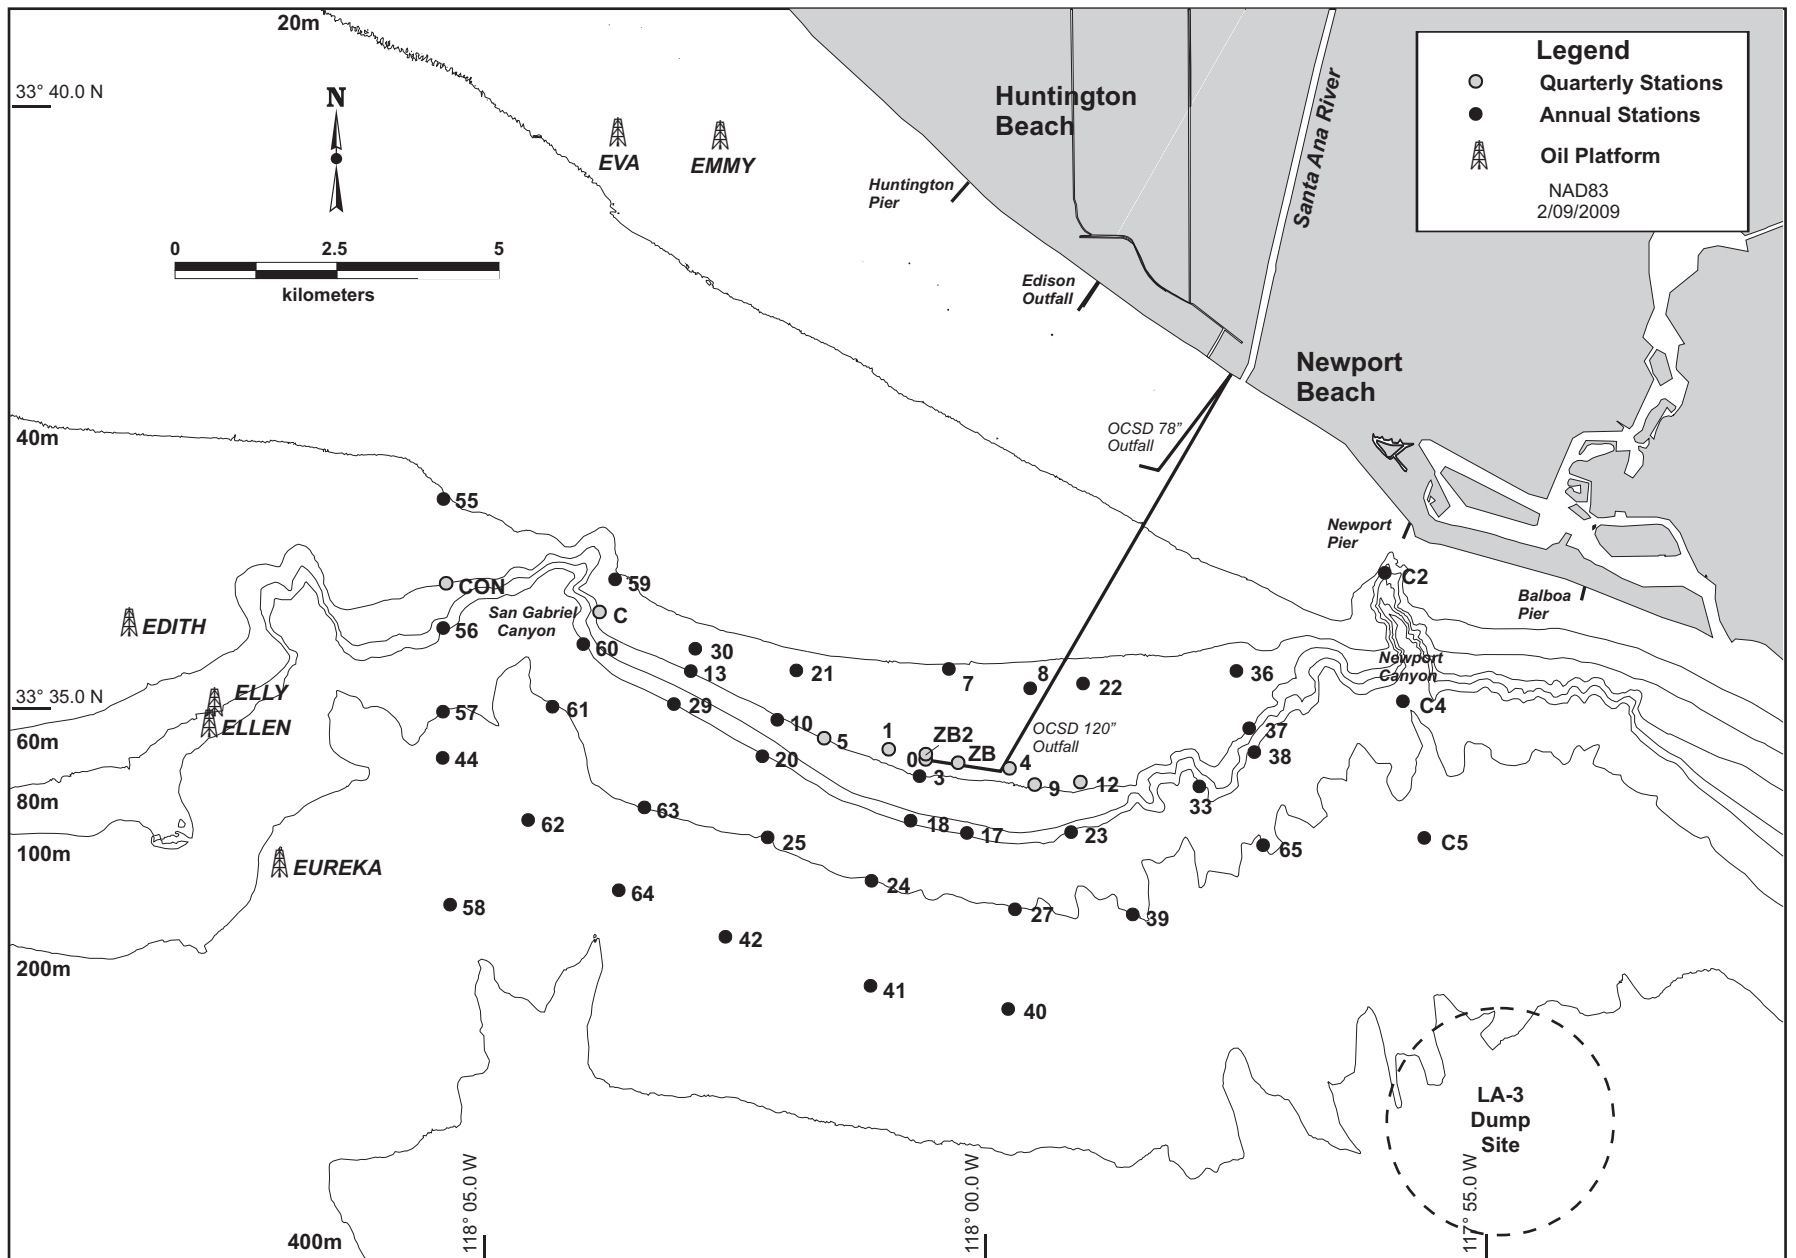 20m
33° 40.0 N
N
EVA
EMMY
Huntington
Beach
Santa Ana River
Legend
Quarterly Stations
Annual Stations
Oil Platform
NAD83
2/09/2009
Huntington
Pier
0 2.5 5
kilometers
Edison
Outfall
Newport
Beach
OCSD 78"
Outfall
40m
55
Newport
Pier
CON
59
C2
Balboa
Pier
EDITH
56
San Gabriel
Canyon
C
60
30
13
21
7
8
22
36
Newport
Canyon
33° 35.0 N
ELLY
ELLEN
57
61
29
10
5
1
ZB2
ZB
0
3
OCSD 120"
Outfall
4
9
12
37
38
C4
60m
44
20
33
80m
62
63
25
18
17
23
65
C5
100m
EUREKA
58
64
24
27
39
42
200m
41
40
LA-3
Dump
Site
400m
118° 05.0 W
118° 00.0 W
117° 55.0 W